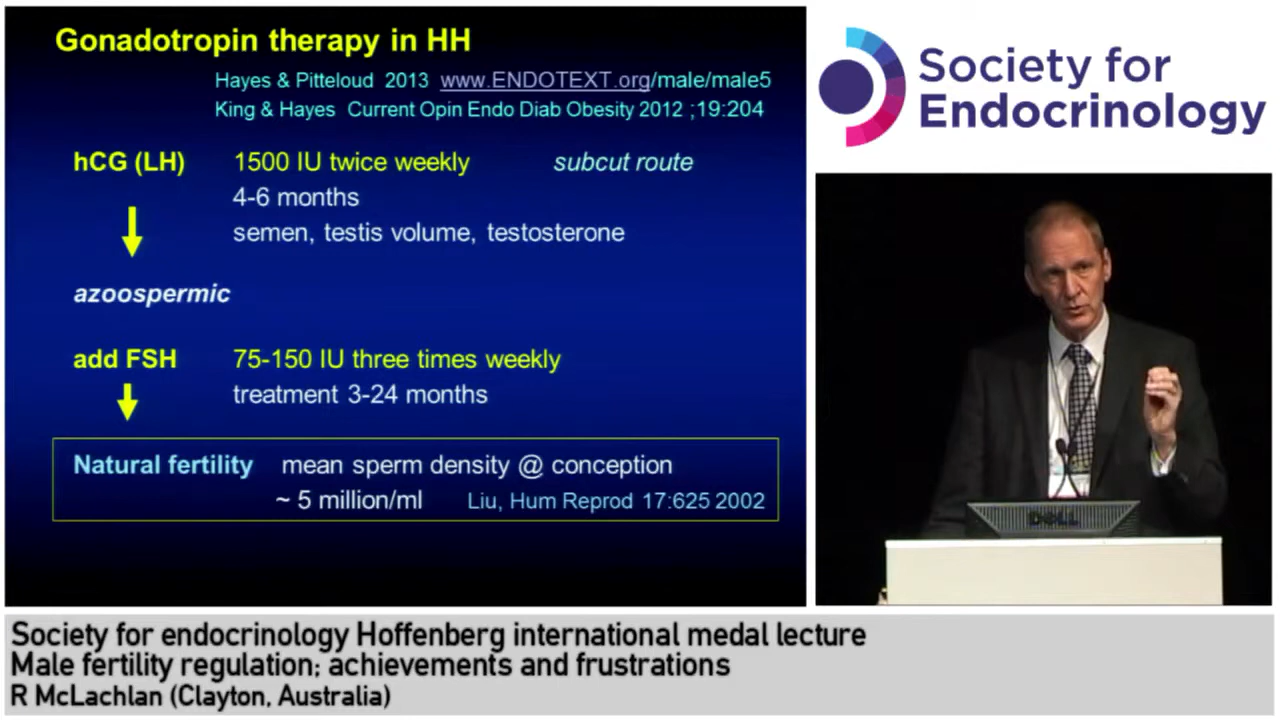 Gonadotropin therapy in HH
Hayes & Pitteloud 2013 www.ENDOTEXT.org/male/male5
King & Hayes Current Opin Endo Diab Obesity 2012 ;19:204
hCG (LH) 1500 IU twice weekly subcut route
4-6 months
semen, testis volume, testosterone
azoospermic
add FSH 75-150 IU three times weekly
treatment 3-24 months
Natural fertility mean sperm density @ conception
~ 5 million/ml Liu, Hum Reprod 17:625 2002
Society for
Endocrinology
DELL
Society for endocrinology Hoffenberg international medal lecture
Male fertility regulation; achievements and frustrations
R McLachlan (Clayton, Australia)